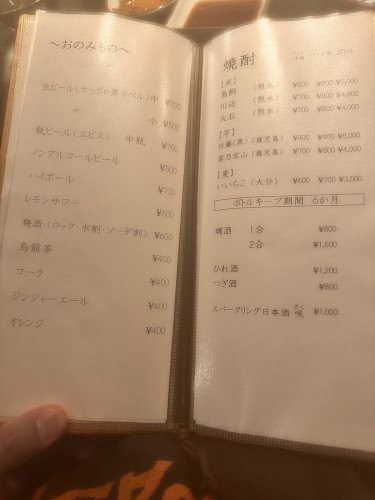 ～おのみもの～
生ビール(サッポロ黒ラベル)中 ¥700
〃 小 ¥500
瓶ビール(エビス) 中瓶 ¥700
ノンアルコールビール ¥500
ハイボール ¥700
レモンサワー ¥600
梅酒(ロック・水割・ソーダ割) ¥600
烏龍茶 ¥400
コーラ ¥400
ジンジャーエール ¥400
オレンジ ¥400
焼酎
ボトル
【米】
鳥飼 (熊本) ¥800 ¥900 ¥5,000
川辺 (熊本) ¥700 ¥800 ¥4,000
大石 (熊本) ¥700 ¥800 ¥4,000
【芋】
佐藤(黒)(鹿児島) ¥800 ¥900 ¥5,000
富乃宝山(鹿児島) ¥700 ¥800 ¥4,000
【麦】
いいちこ(大分) ¥600 ¥700 ¥3,500
ボトルキープ期間 6か月
燗酒 1合 ¥800
2合 ¥1,500
ひれ酒 ¥1,200
つぎ酒 ¥800
スパークリング日本酒 咲 ¥1,000